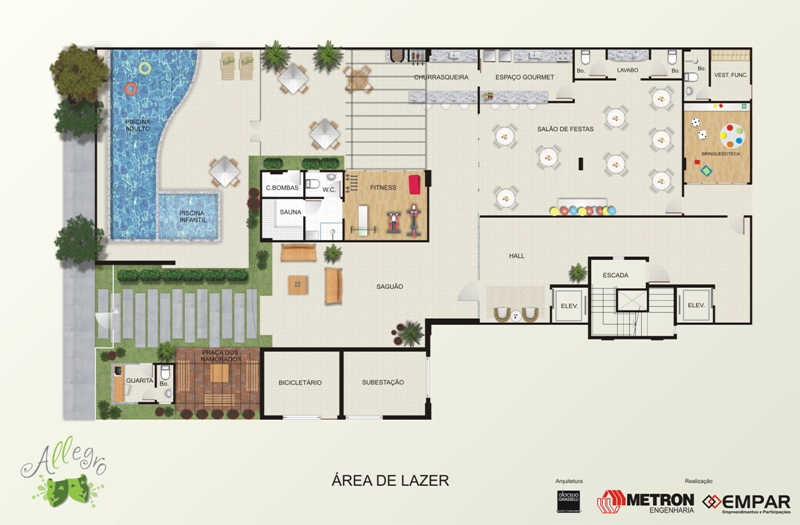 CHURRASQUEIRA
ESPAÇO GOURMET
Bo.
LAVABO
Bo.
Bo.
VEST. FUNC.
PISCINA
ADULTO
SALÃO DE FESTAS
BRINQUEDOTECA
C.BOMBAS
W.C.
FITNESS
PISCINA
INFANTIL
SAUNA
HALL
SAGUÃO
ESCADA
ELEV.
ELEV.
PRAÇA DOS
NAMORADOS
GUARITA
Bo.
BICICLETÁRIO
SUBESTAÇÃO
Allegro
ÁREA DE LAZER
Arquitetura
Realização
METRON
ENGENHARIA
EMPAR
Empreendimentos e Participações